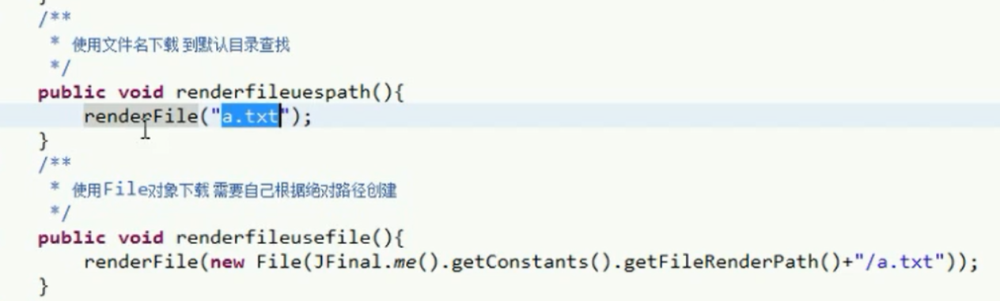 }
/**
 * 使用文件名下载 到默认目录查找
 */
public void renderfileuespath(){
    renderFile("a.txt");
}
/**
 * 使用File对象下载 需要自己根据绝对路径创建
 */
public void renderfileusefile(){
    renderFile(new File(JFinal.me().getConstants().getFileRenderPath()+"/a.txt"));
}